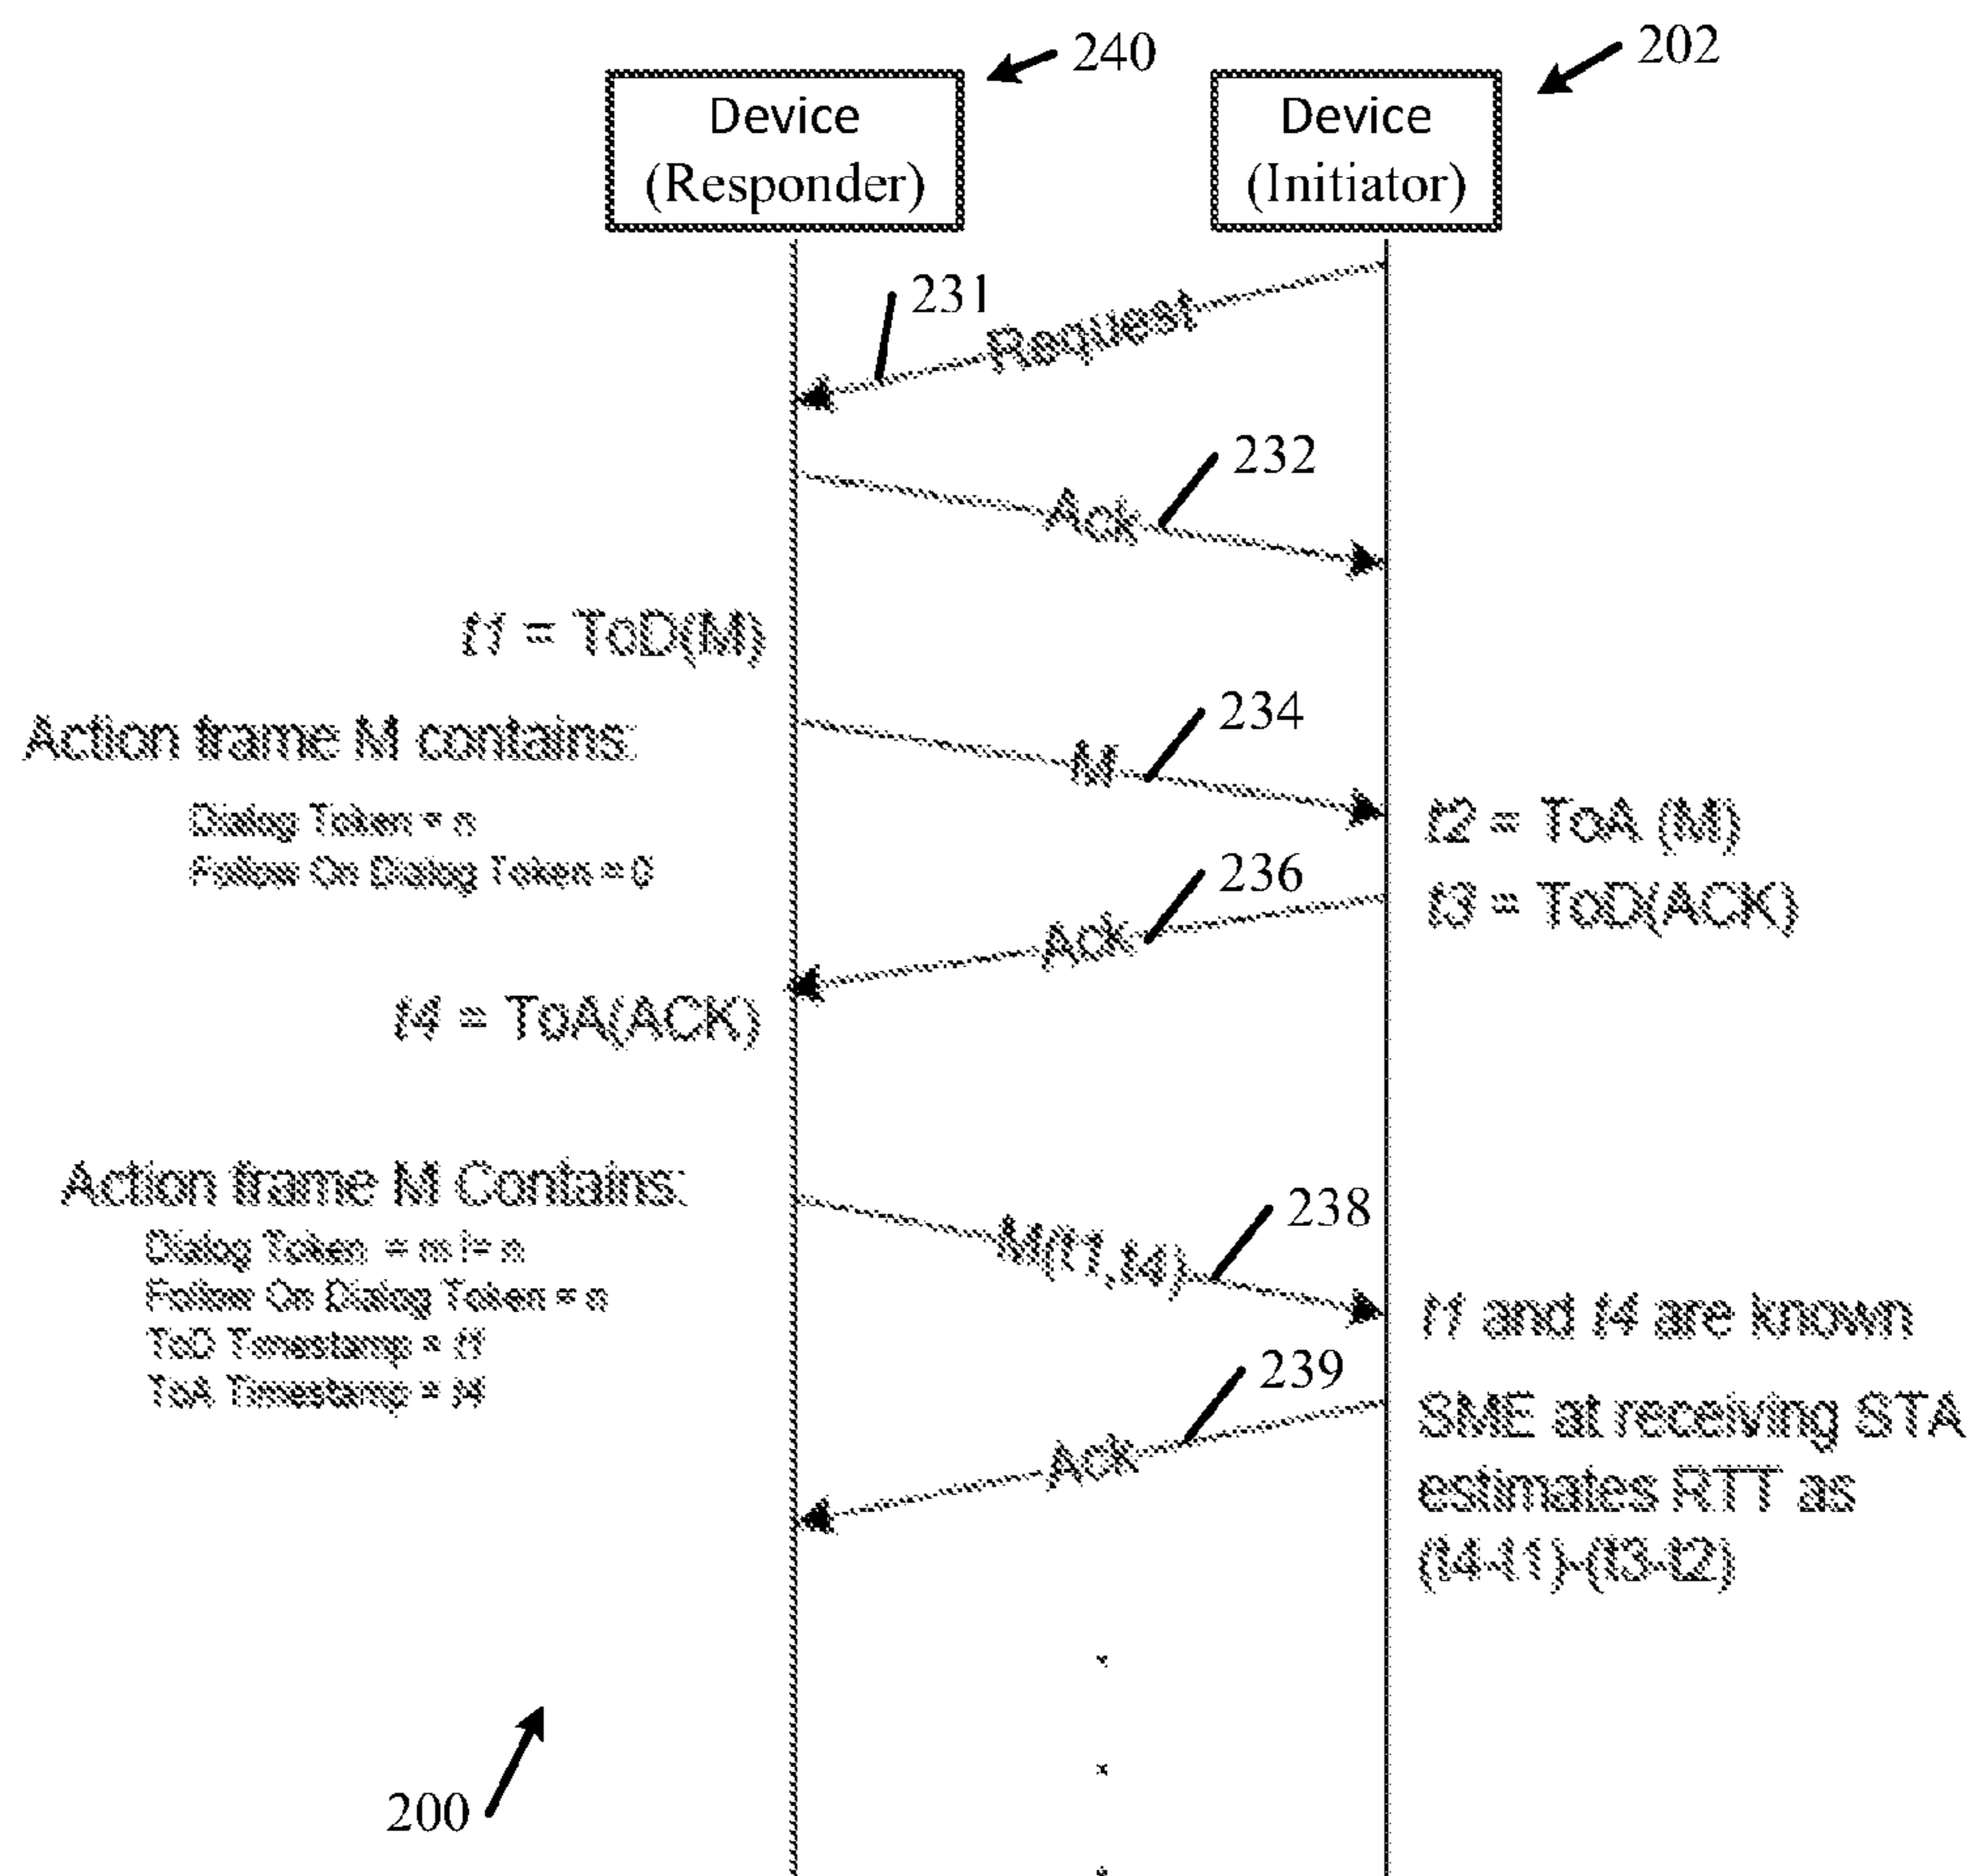 240
202
Device
(Responder)
Device
(Initiator)
231
Request
232
Ack
t1 = ToD(M)
234
Action frame M contains:
M
Dialog Token = n
Follow On Dialog Token = 0
t2 = ToA (M)
236
t3 = ToD(ACK)
Ack
t4 = ToA(ACK)
Action frame M Contains:
238
Dialog Token = m != n
M(t1,t4)
Follow On Dialog Token = n
ToD Timestamp = t1
ToA Timestamp = t4
t1 and t4 are known
239
SME at receiving STA
Ack
estimates RTT as
(t4-t1)-(t3-t2)
200